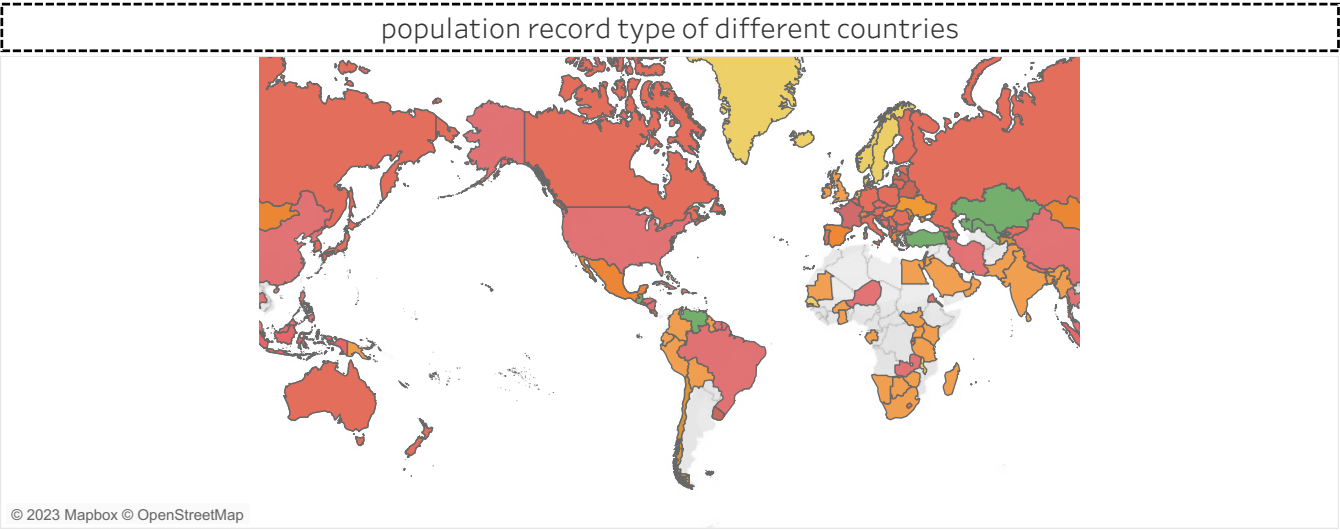 population record type of different countries
© 2023 Mapbox © OpenStreetMap